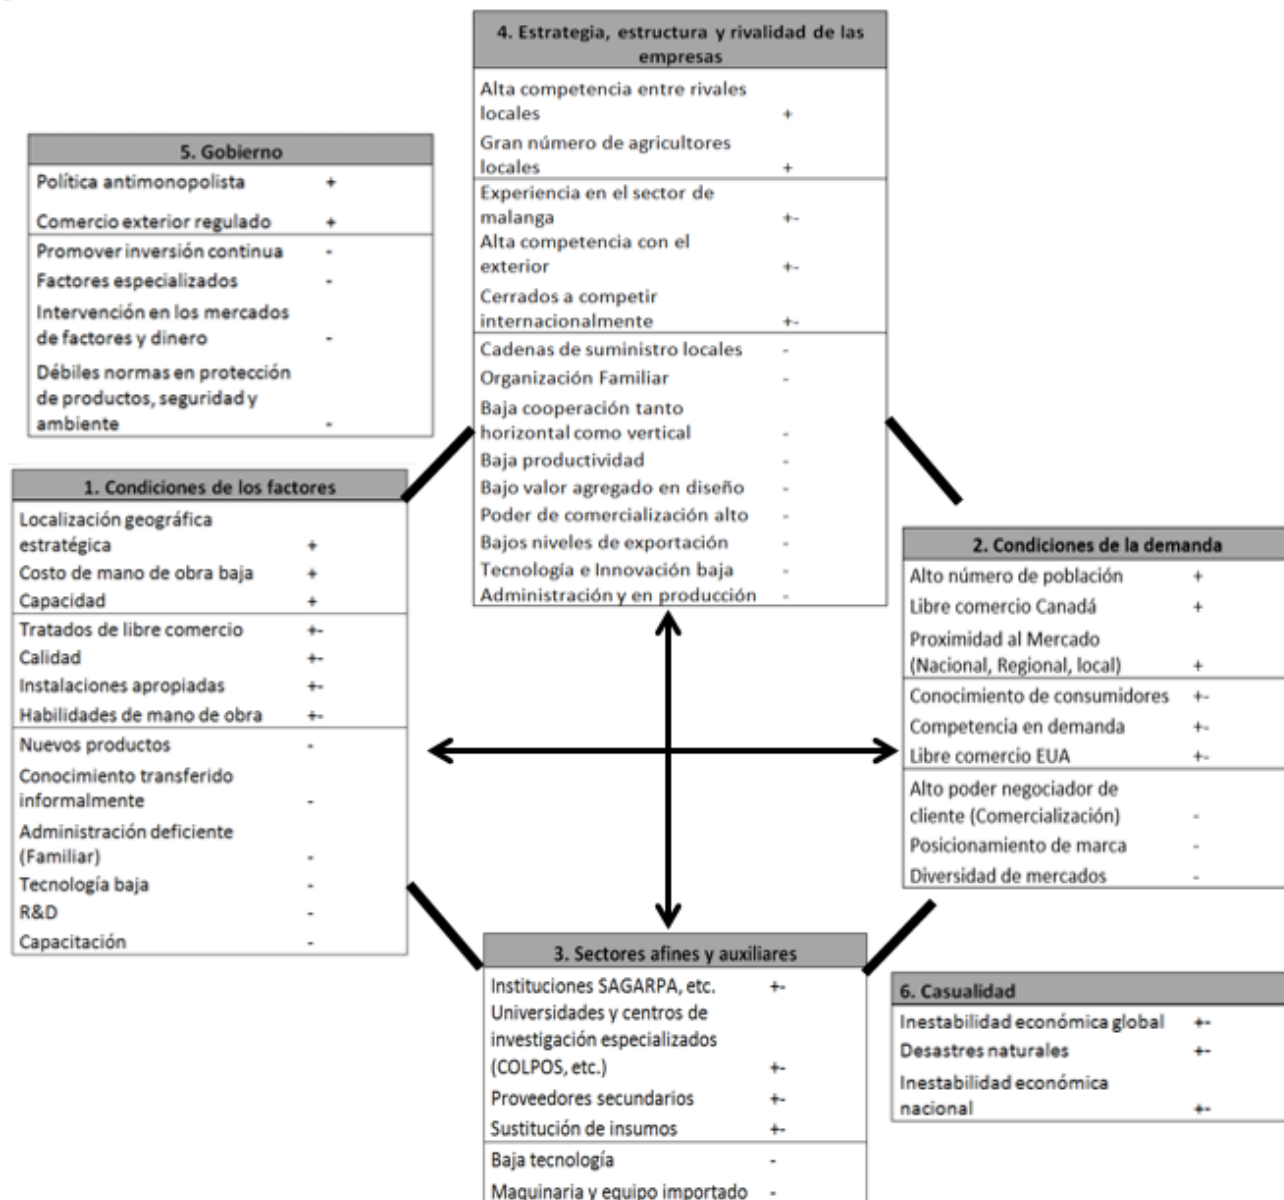 4. Estrategia, estructura y rivalidad de las
empresas
Alta competencia entre rivales
locales +
Gran número de agricultores
locales +
Experiencia en el sector de
malanga +-
Alta competencia con el
exterior +-
Cerrados a competir
internacionalmente +-
Cadenas de suministro locales -
Organización Familiar -
Baja cooperación tanto
horizontal como vertical -
Baja productividad -
Bajo valor agregado en diseño -
Poder de comercialización alto -
Bajos niveles de exportación -
Tecnología e Innovación baja -
Administración y en producción -
5. Gobierno
Política antimonopolista +
Comercio exterior regulado +
Promover inversión continua -
Factores especializados -
Intervención en los mercados
de factores y dinero -
Débiles normas en protección
de productos, seguridad y
ambiente -
1. Condiciones de los factores
Localización geográfica
estratégica +
Costo de mano de obra baja +
Capacidad +
Tratados de libre comercio +-
Calidad +-
Instalaciones apropiadas +-
Habilidades de mano de obra +-
Nuevos productos -
Conocimiento transferido
informalmente -
Administración deficiente
(Familiar) -
Tecnología baja -
R&D -
Capacitación -
2. Condiciones de la demanda
Alto número de población +
Libre comercio Canadá +
Proximidad al Mercado
(Nacional, Regional, local) +
Conocimiento de consumidores +-
Competencia en demanda +-
Libre comercio EUA +-
Alto poder negociador de
cliente (Comercialización) -
Posicionamiento de marca -
Diversidad de mercados -
3. Sectores afines y auxiliares
Instituciones SAGARPA, etc. +-
Universidades y centros de
investigación especializados
(COLPOS, etc.) +-
Proveedores secundarios +-
Sustitución de insumos +-
Baja tecnología -
Maquinaria y equipo importado -
6. Casualidad
Inestabilidad económica global +-
Desastres naturales +-
Inestabilidad económica
nacional +-